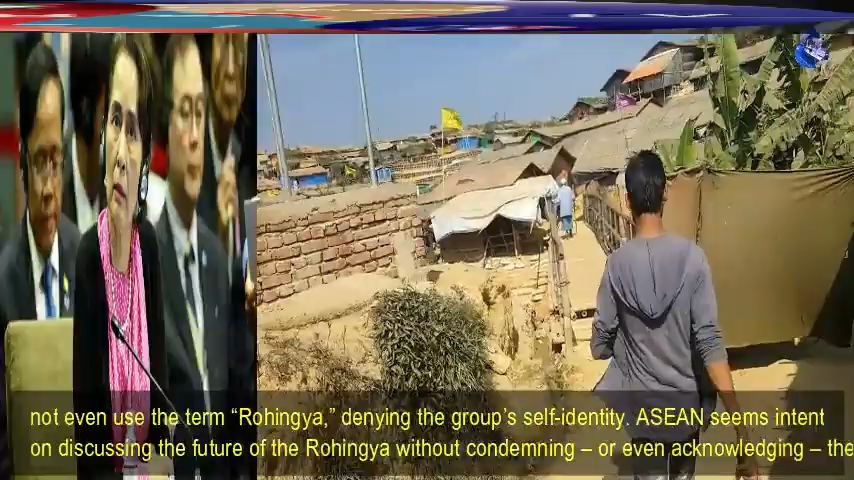 not even use the term “Rohingya,” denying the group’s self-identity. ASEAN seems intent
on discussing the future of the Rohingya without condemning – or even acknowledging – the